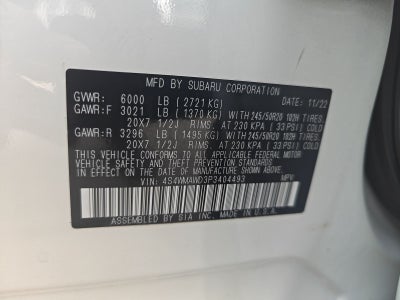 MFD BY SUBARU CORPORATION
GVWR: 6000 LB (2721 KG) DATE: 11/22
GAWR:F 3021 LB (1370 KG) WITH 245/50R20 102H TIRES.
20X7 1/2J RIMS. AT 230 KPA (33 PSI) COLD
GAWR:R 3296 LB (1495 KG) WITH 245/50R20 102H TIRES.
20X7 1/2J RIMS. AT 230 KPA (33 PSI) COLD
THIS VEHICLE CONFORMS TO ALL APPLICABLE FEDERAL MOTOR
VEHICLE SAFETY STANDARDS IN EFFECT ON THE DATE OF
MANUFACTURE SHOWN ABOVE.
VIN: 4S4WMAWD3P3404493 MPV
ASSEMBLED BY SIA INC. MADE IN U.S.A.